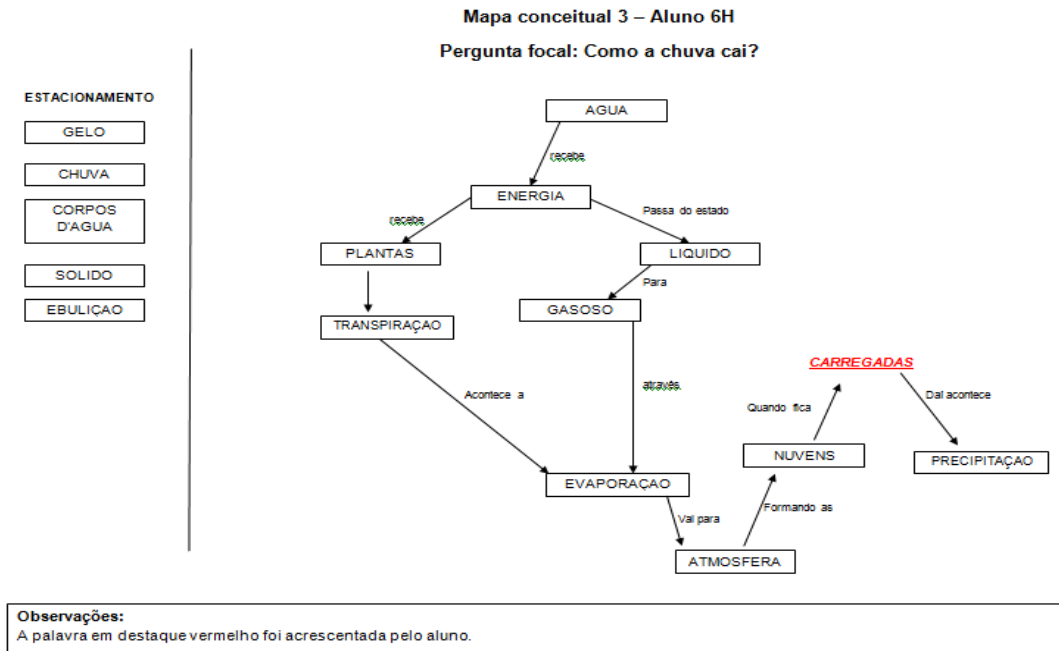 Mapa conceitual 3 – Aluno 6H
Pergunta focal: Como a chuva cai?
ESTACIONAMENTO
GELO
CHUVA
CORPOS
D'AGUA
SOLIDO
EBULIÇAO
AGUA
recebe
ENERGIA
recebe
Passa do estado
PLANTAS
LIQUIDO
Para
GASOSO
TRANSPIRAÇAO
Acontece a
através
EVAPORAÇAO
Vai para
ATMOSFERA
Formando as
NUVENS
Quando fica
CARREGADAS
Daí acontece
PRECIPITAÇAO
Observações:
A palavra em destaque vermelho foi acrescentada pelo aluno.